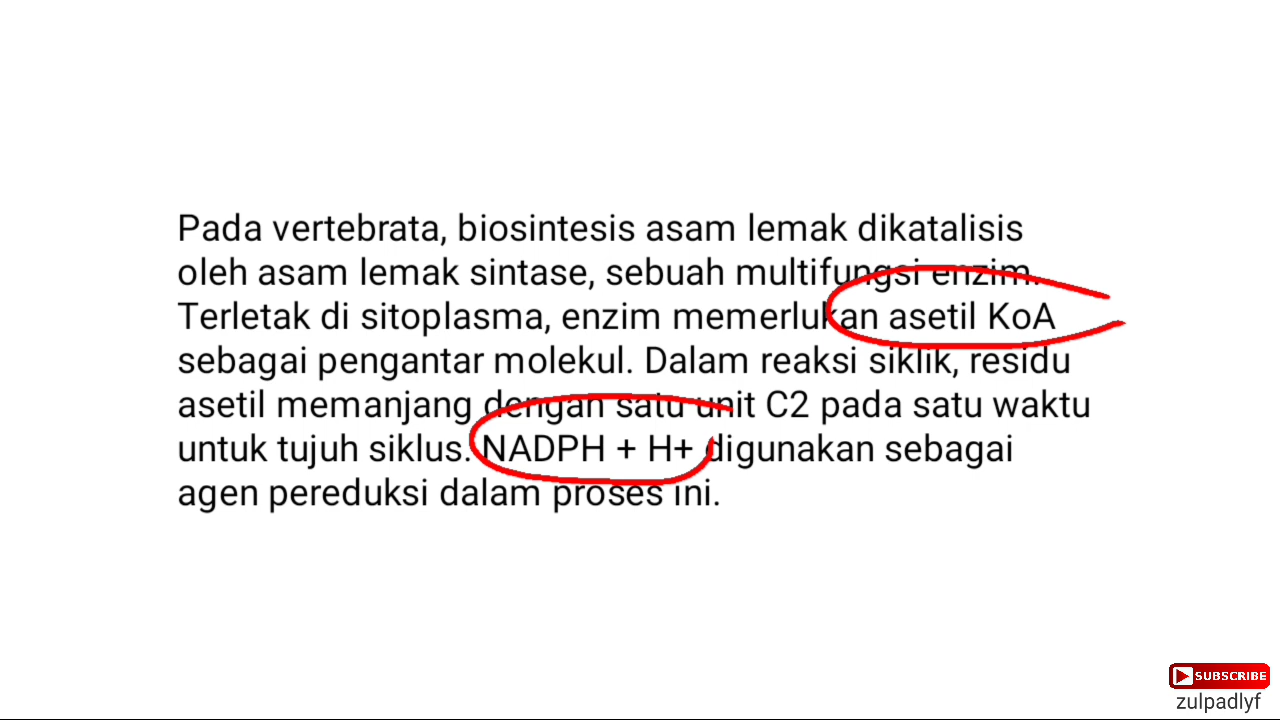 Pada vertebrata, biosintesis asam lemak dikatalisis
oleh asam lemak sintase, sebuah multifungsi enzim.
Terletak di sitoplasma, enzim memerlukan asetil KoA
sebagai pengantar molekul. Dalam reaksi siklik, residu
asetil memanjang dengan satu unit C2 pada satu waktu
untuk tujuh siklus. NADPH + H+ digunakan sebagai
agen pereduksi dalam proses ini.
SUBSCRIBE
zulpadlyf